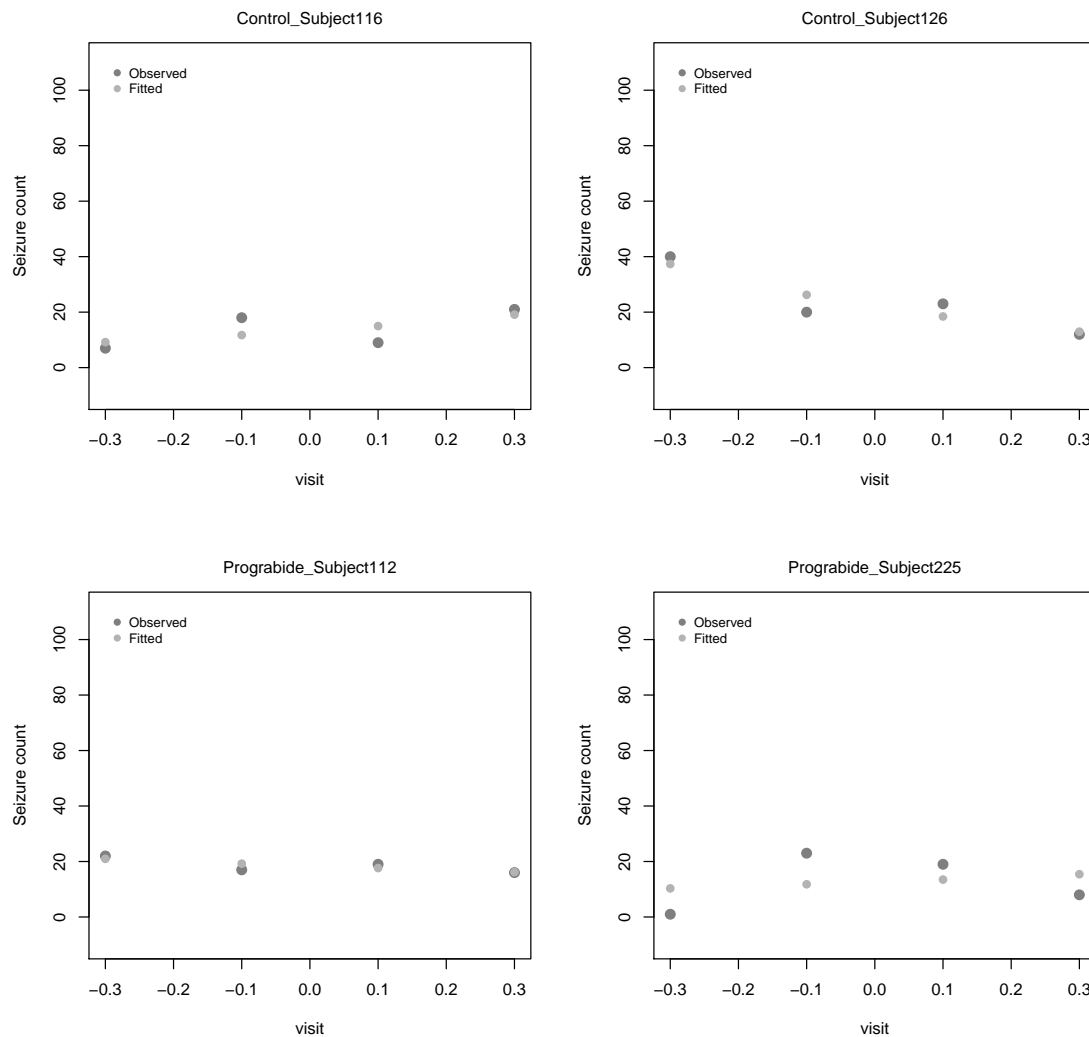 Control_Subject116
Observed
Fitted
100
80
60
40
20
0
Seizure count
−0.3 −0.2 −0.1 0.0 0.1 0.2 0.3
visit
Control_Subject126
Observed
Fitted
100
80
60
40
20
0
Seizure count
−0.3 −0.2 −0.1 0.0 0.1 0.2 0.3
visit
Prograbide_Subject112
Observed
Fitted
100
80
60
40
20
0
Seizure count
−0.3 −0.2 −0.1 0.0 0.1 0.2 0.3
visit
Prograbide_Subject225
Observed
Fitted
100
80
60
40
20
0
Seizure count
−0.3 −0.2 −0.1 0.0 0.1 0.2 0.3
visit